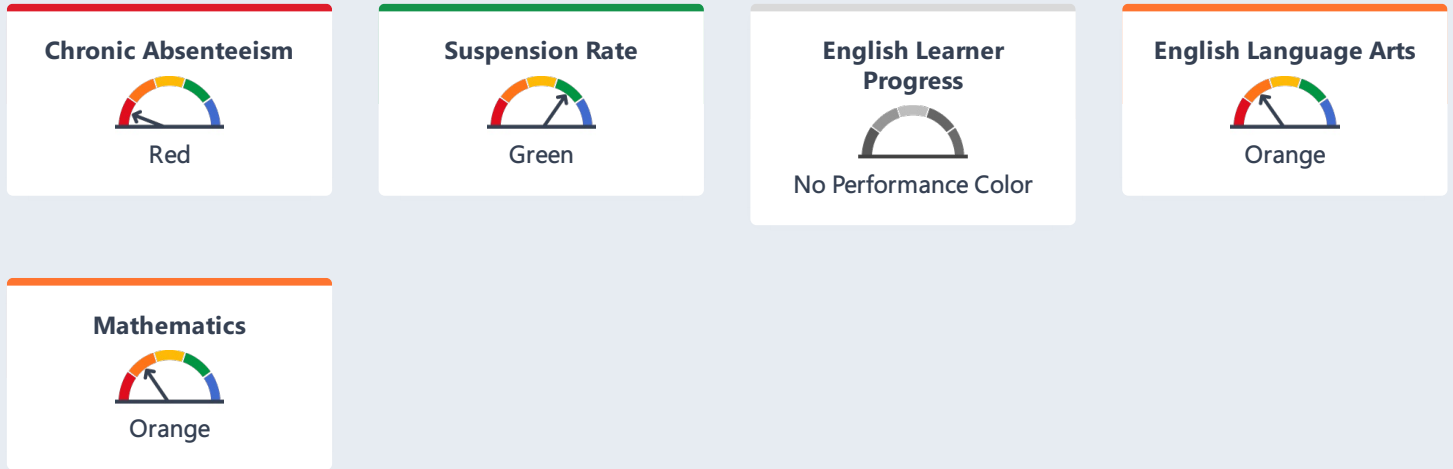 Chronic Absenteeism
Red
Suspension Rate
Green
English Learner
Progress
No Performance Color
English Language Arts
Orange
Mathematics
Orange